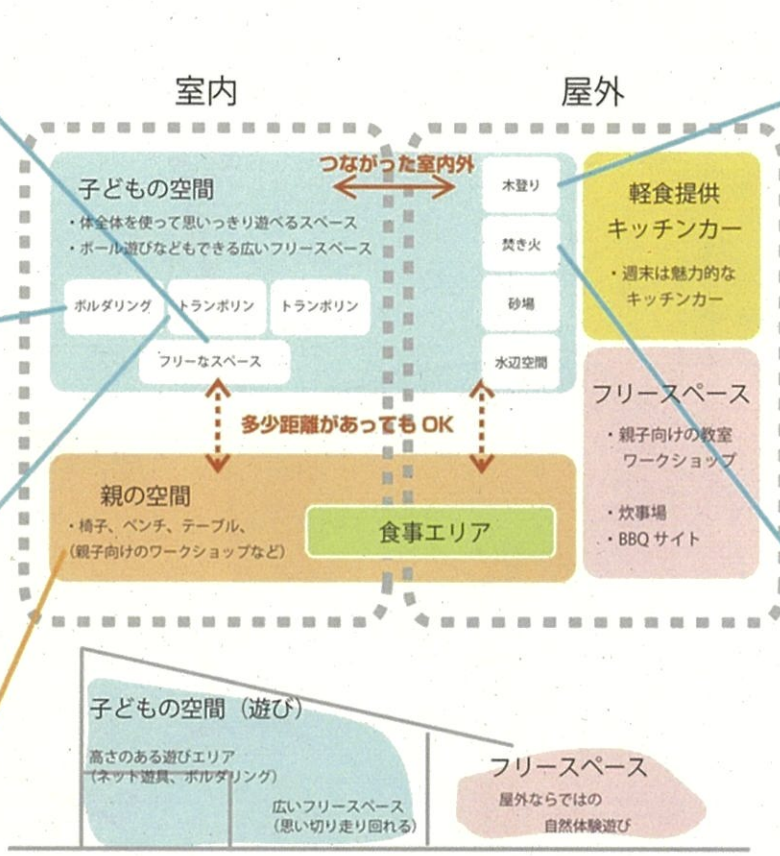 室内
屋外
つながった室内外
子どもの空間
・体全体を使って思いっきり遊べるスペース
・ボール遊びなどもできる広いフリースペース
ボルダリング
トランポリン
トランポリン
フリーなスペース
木登り
焚き火
砂場
水辺空間
軽食提供
キッチンカー
・週末は魅力的な
キッチンカー
多少距離があってもOK
フリースペース
・親子向けの教室
ワークショップ
・炊事場
・BBQ サイト
親の空間
・椅子、ベンチ、テーブル、
（親子向けのワークショップなど）
食事エリア
子どもの空間（遊び）
高さのある遊びエリア
（ネット遊具、ボルダリング）
広いフリースペース
（思い切り走り回れる）
フリースペース
屋外ならではの
自然体験遊び